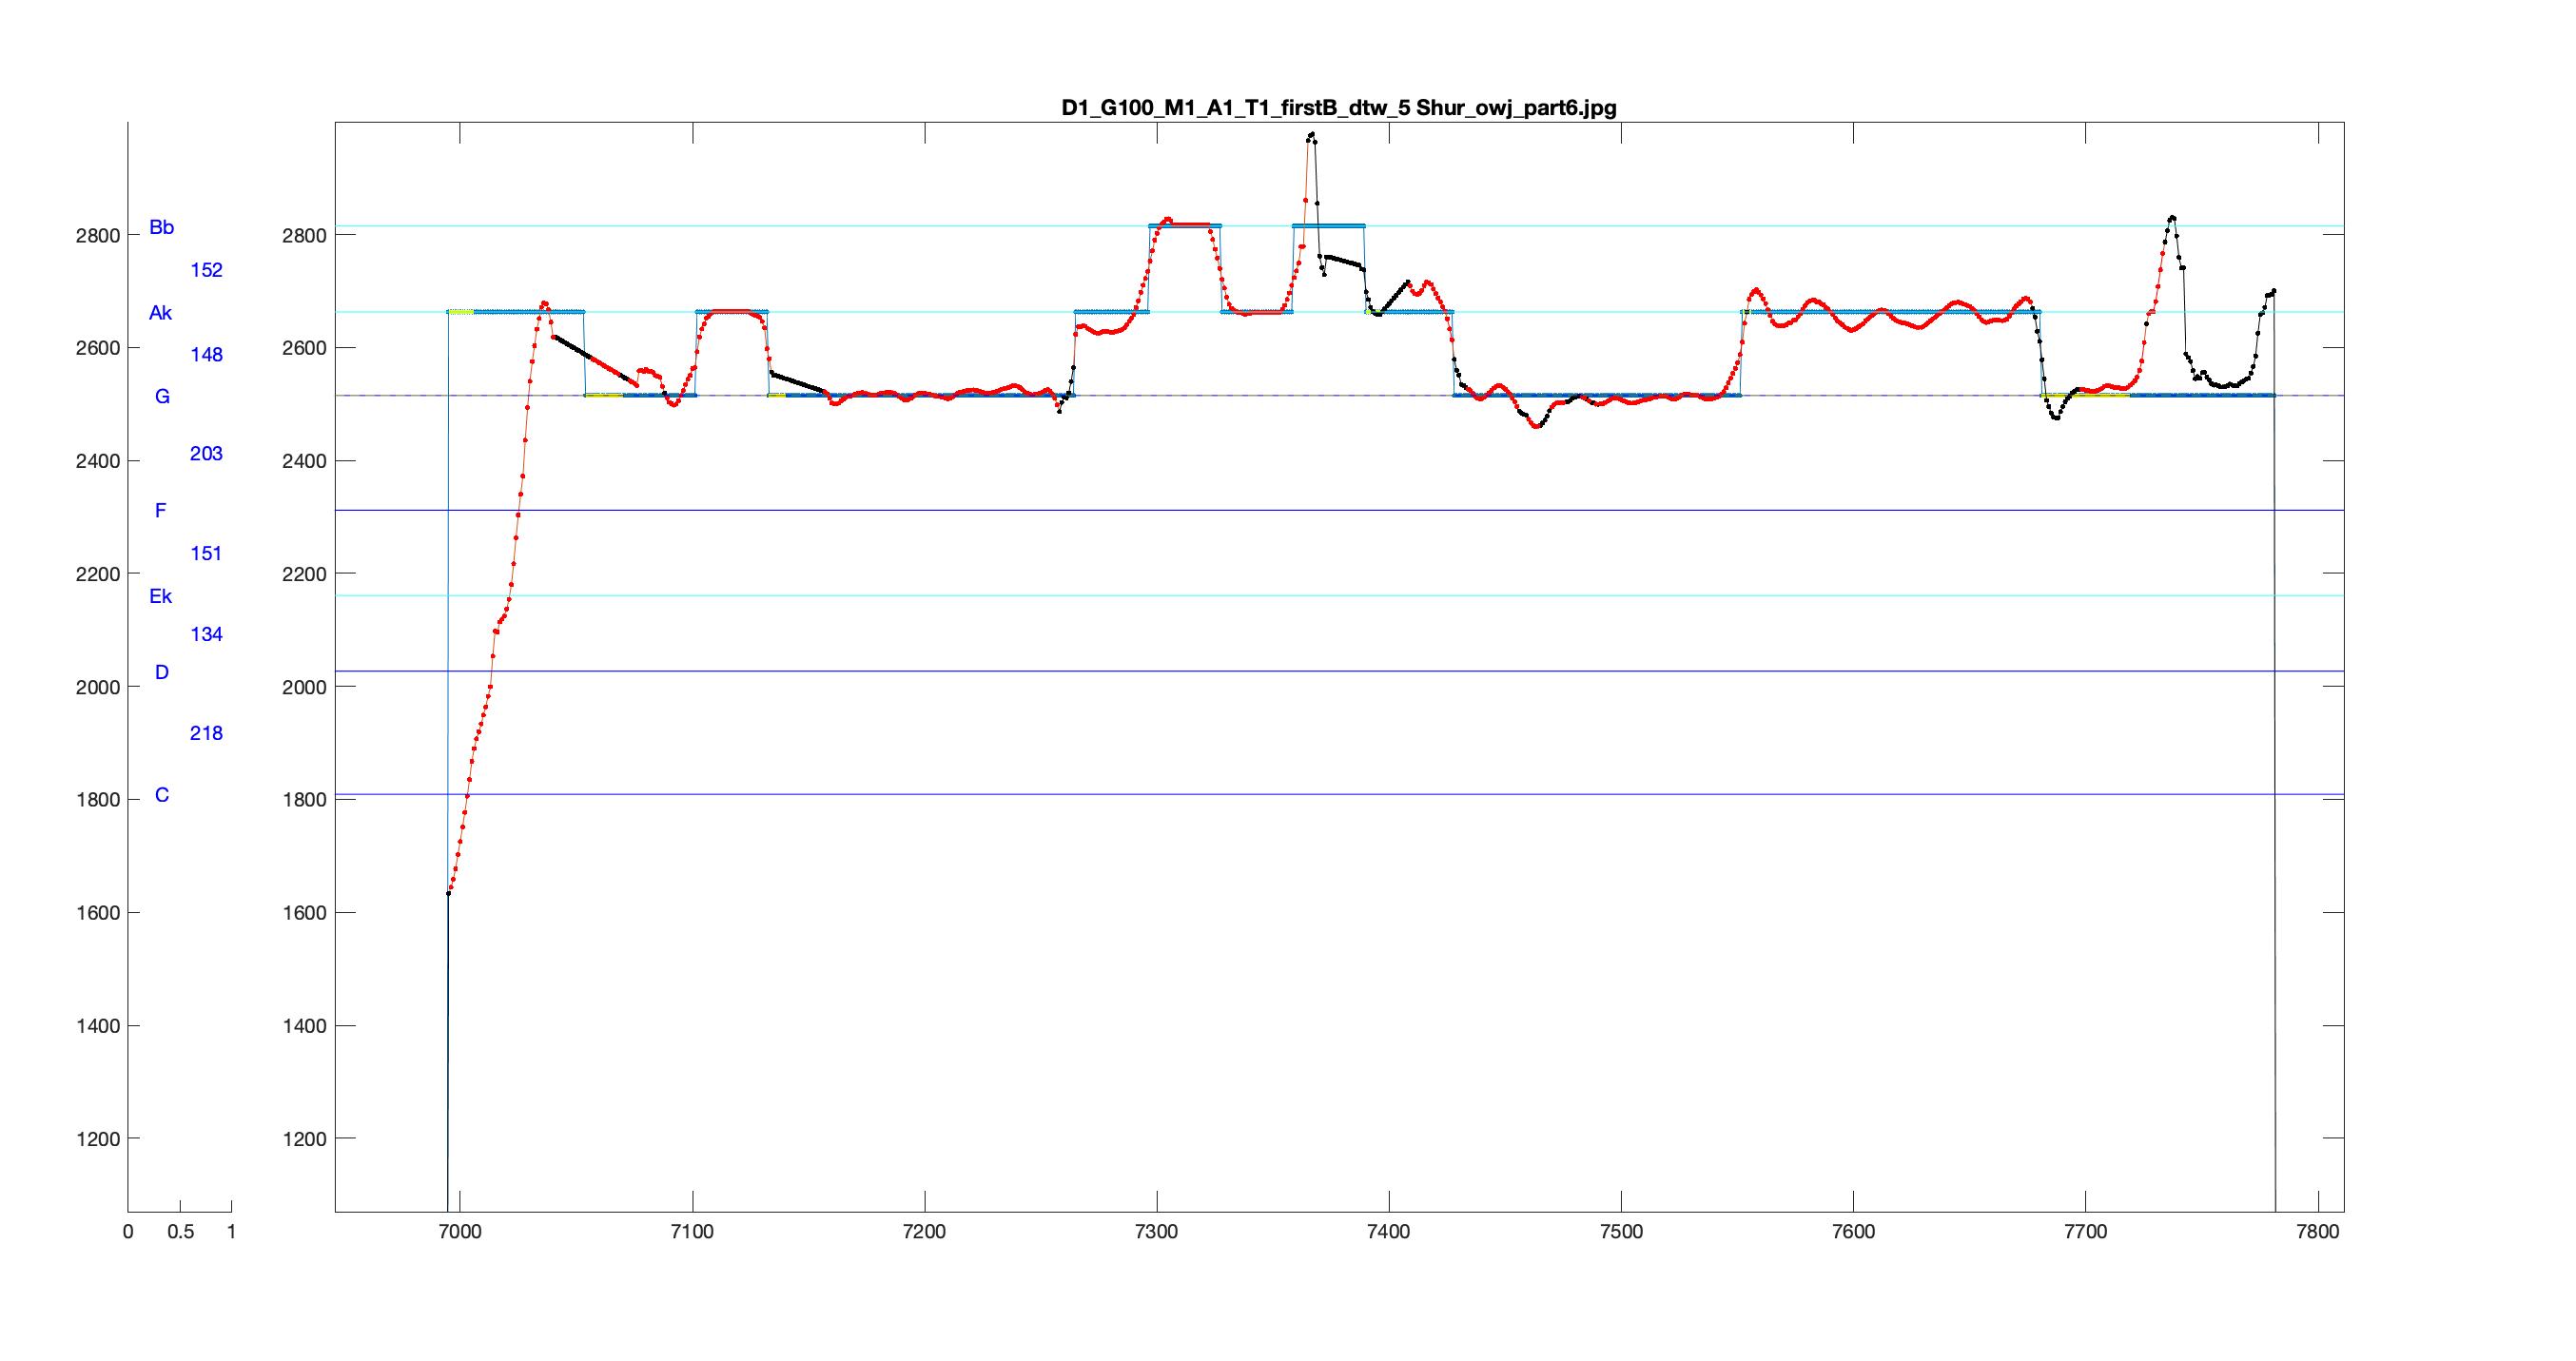 D1_G100_M1_A1_T1_firstB_dtw_5 Shur_owj_part6.jpg
2800 Bb 2800
152
Ak
148
2600 2600
G
203
2400 2400
F
151
2200 2200
Ek
134
D
2000 2000
218
1800 C 1800
1600 1600
1400 1400
1200 1200
0 0.5 1 7000 7100 7200 7300 7400 7500 7600 7700 7800